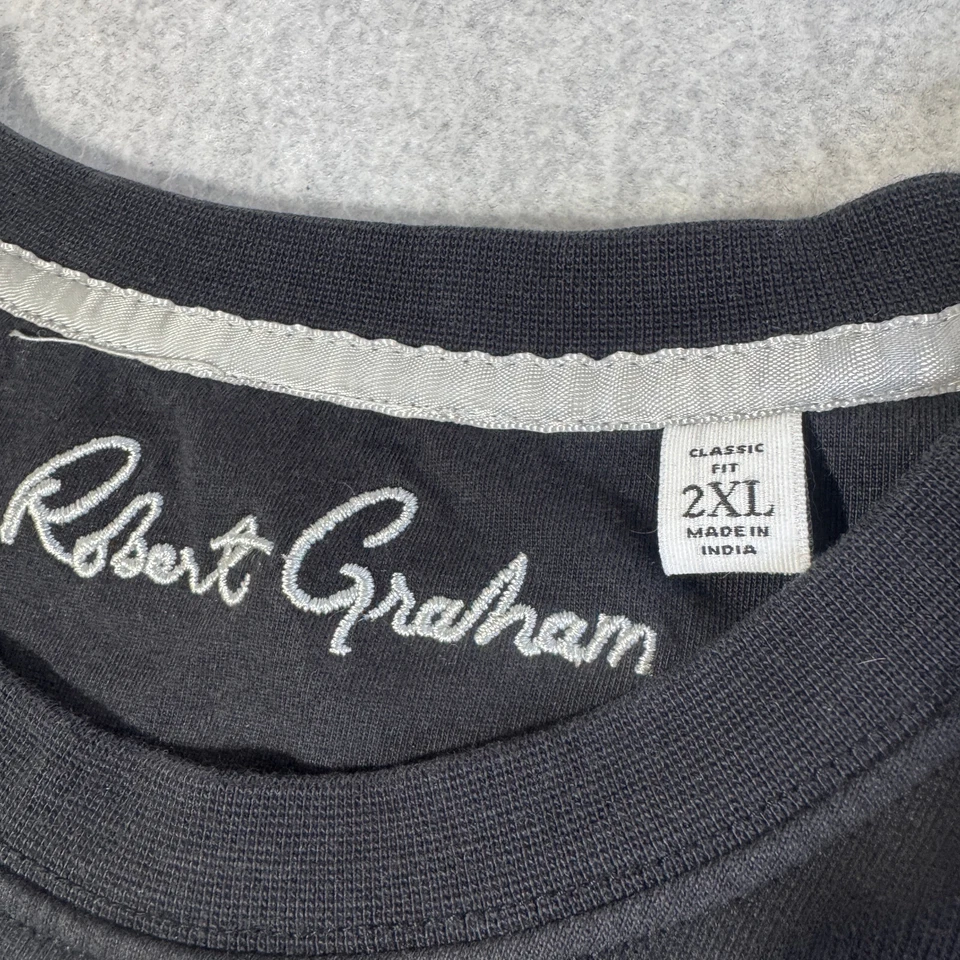 Robert Graham
CLASSIC
FIT
2XL
MADE IN
INDIA